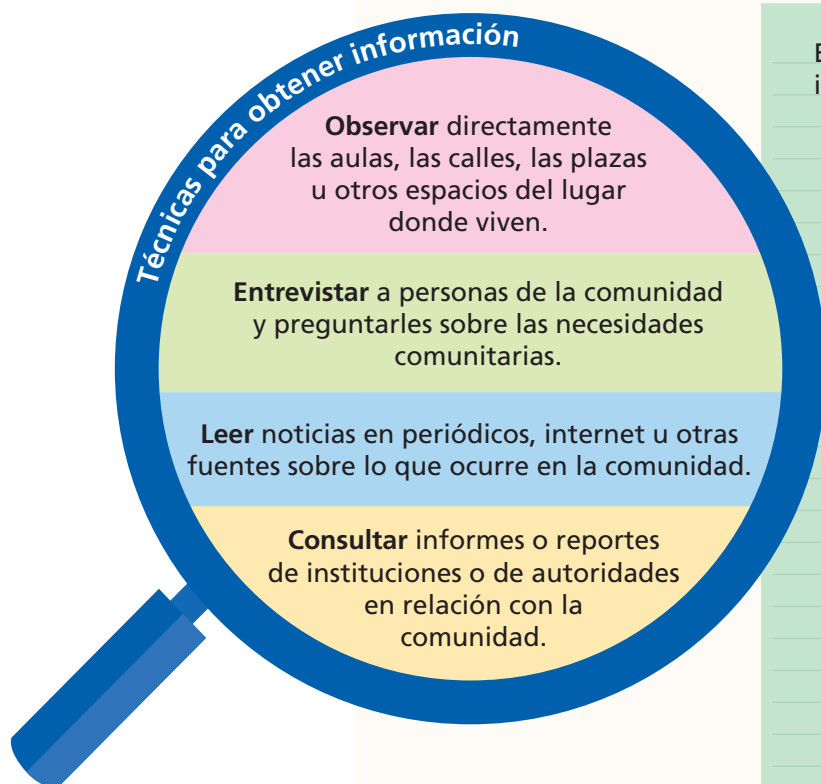 Técnicas para obtener información
Observar directamente
las aulas, las calles, las plazas
u otros espacios del lugar
donde viven.
Entrevistar a personas de la comunidad
y preguntarles sobre las necesidades
comunitarias.
Leer noticias en periódicos, internet u otras
fuentes sobre lo que ocurre en la comunidad.
Consultar informes o reportes
de instituciones o de autoridades
en relación con la
comunidad.